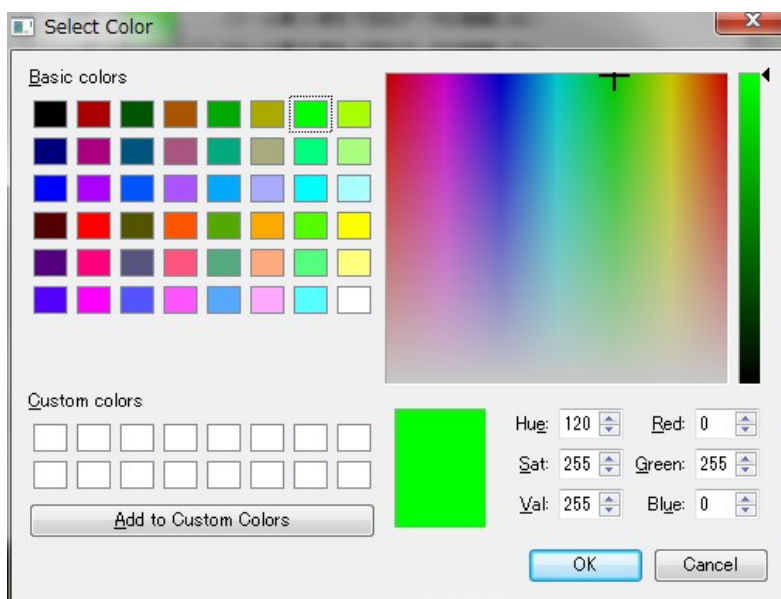 Select Color
Basic colors
Custom colors
Add to Custom Colors
Hue: 120 Red: 0
Sat: 255 Green: 255
Val: 255 Blue: 0
OK Cancel